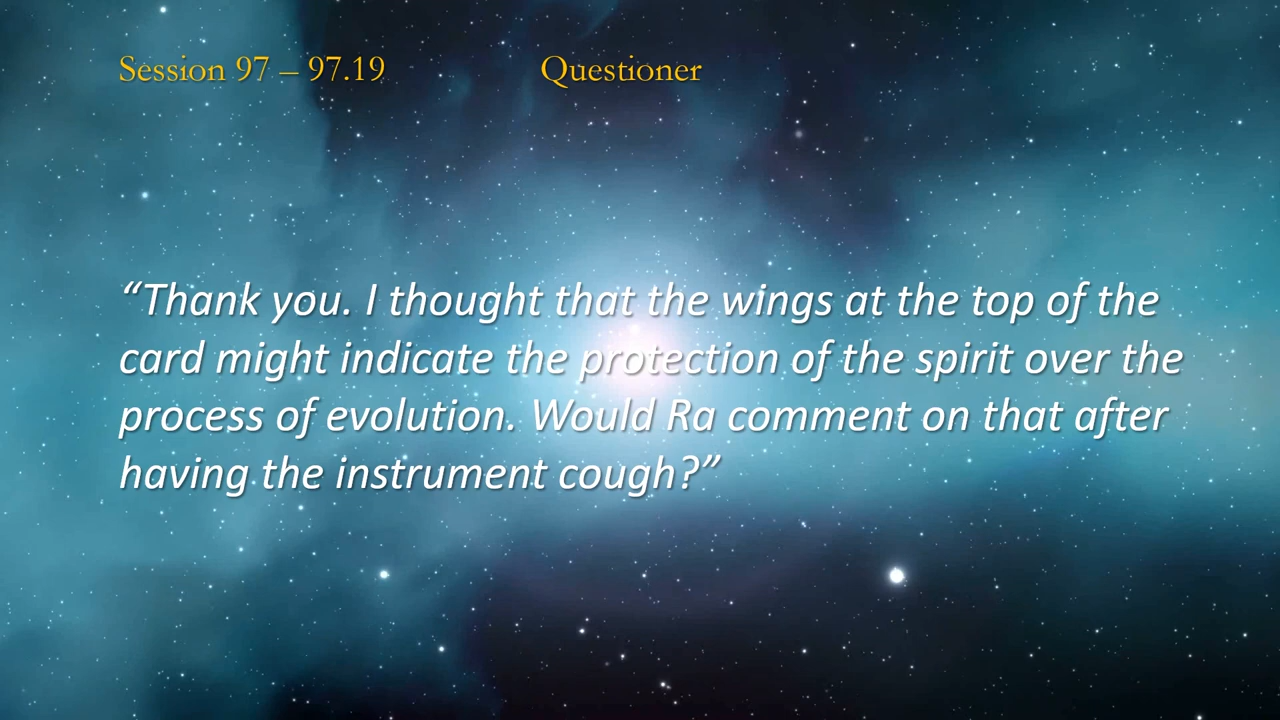 Session 97 – 97.19 Questioner
“Thank you. I thought that the wings at the top of the
card might indicate the protection of the spirit over the
process of evolution. Would Ra comment on that after
having the instrument cough?”